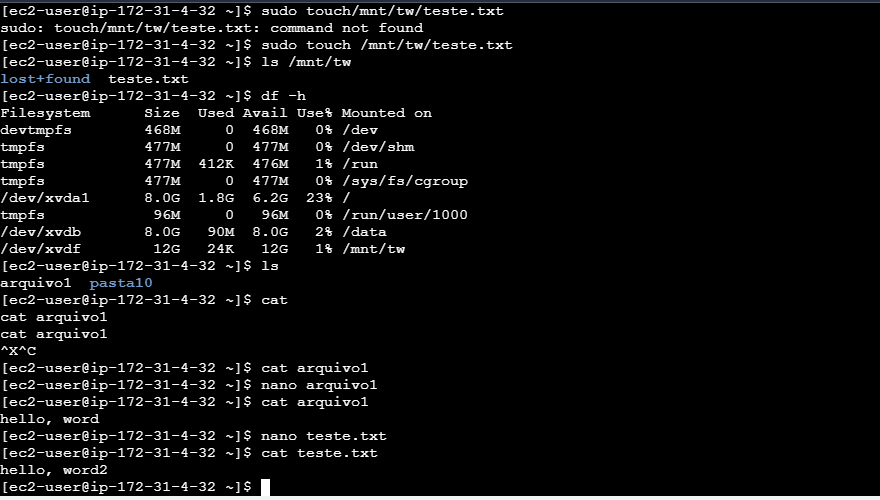 [ec2-user@ip-172-31-4-32 ~]$ sudo touch/mnt/tw/teste.txt
sudo: touch/mnt/tw/teste.txt: command not found
[ec2-user@ip-172-31-4-32 ~]$ sudo touch /mnt/tw/teste.txt
[ec2-user@ip-172-31-4-32 ~]$ ls /mnt/tw
lost+found  teste.txt
[ec2-user@ip-172-31-4-32 ~]$ df -h
Filesystem      Size  Used Avail Use% Mounted on
devtmpfs        468M     0  468M   0% /dev
tmpfs           477M     0  477M   0% /dev/shm
tmpfs           477M  412K  476M   1% /run
tmpfs           477M     0  477M   0% /sys/fs/cgroup
/dev/xvda1      8.0G  1.8G  6.2G  23% /
tmpfs            96M     0   96M   0% /run/user/1000
/dev/xvdb       8.0G   90M  8.0G   2% /data
/dev/xvdf        12G   24K   12G   1% /mnt/tw
[ec2-user@ip-172-31-4-32 ~]$ ls
arquivo1  pasta10
[ec2-user@ip-172-31-4-32 ~]$ cat
cat arquivo1
cat arquivo1
^X^C
[ec2-user@ip-172-31-4-32 ~]$ cat arquivo1
[ec2-user@ip-172-31-4-32 ~]$ nano arquivo1
[ec2-user@ip-172-31-4-32 ~]$ cat arquivo1
hello, word
[ec2-user@ip-172-31-4-32 ~]$ nano teste.txt
[ec2-user@ip-172-31-4-32 ~]$ cat teste.txt
hello, word2
[ec2-user@ip-172-31-4-32 ~]$